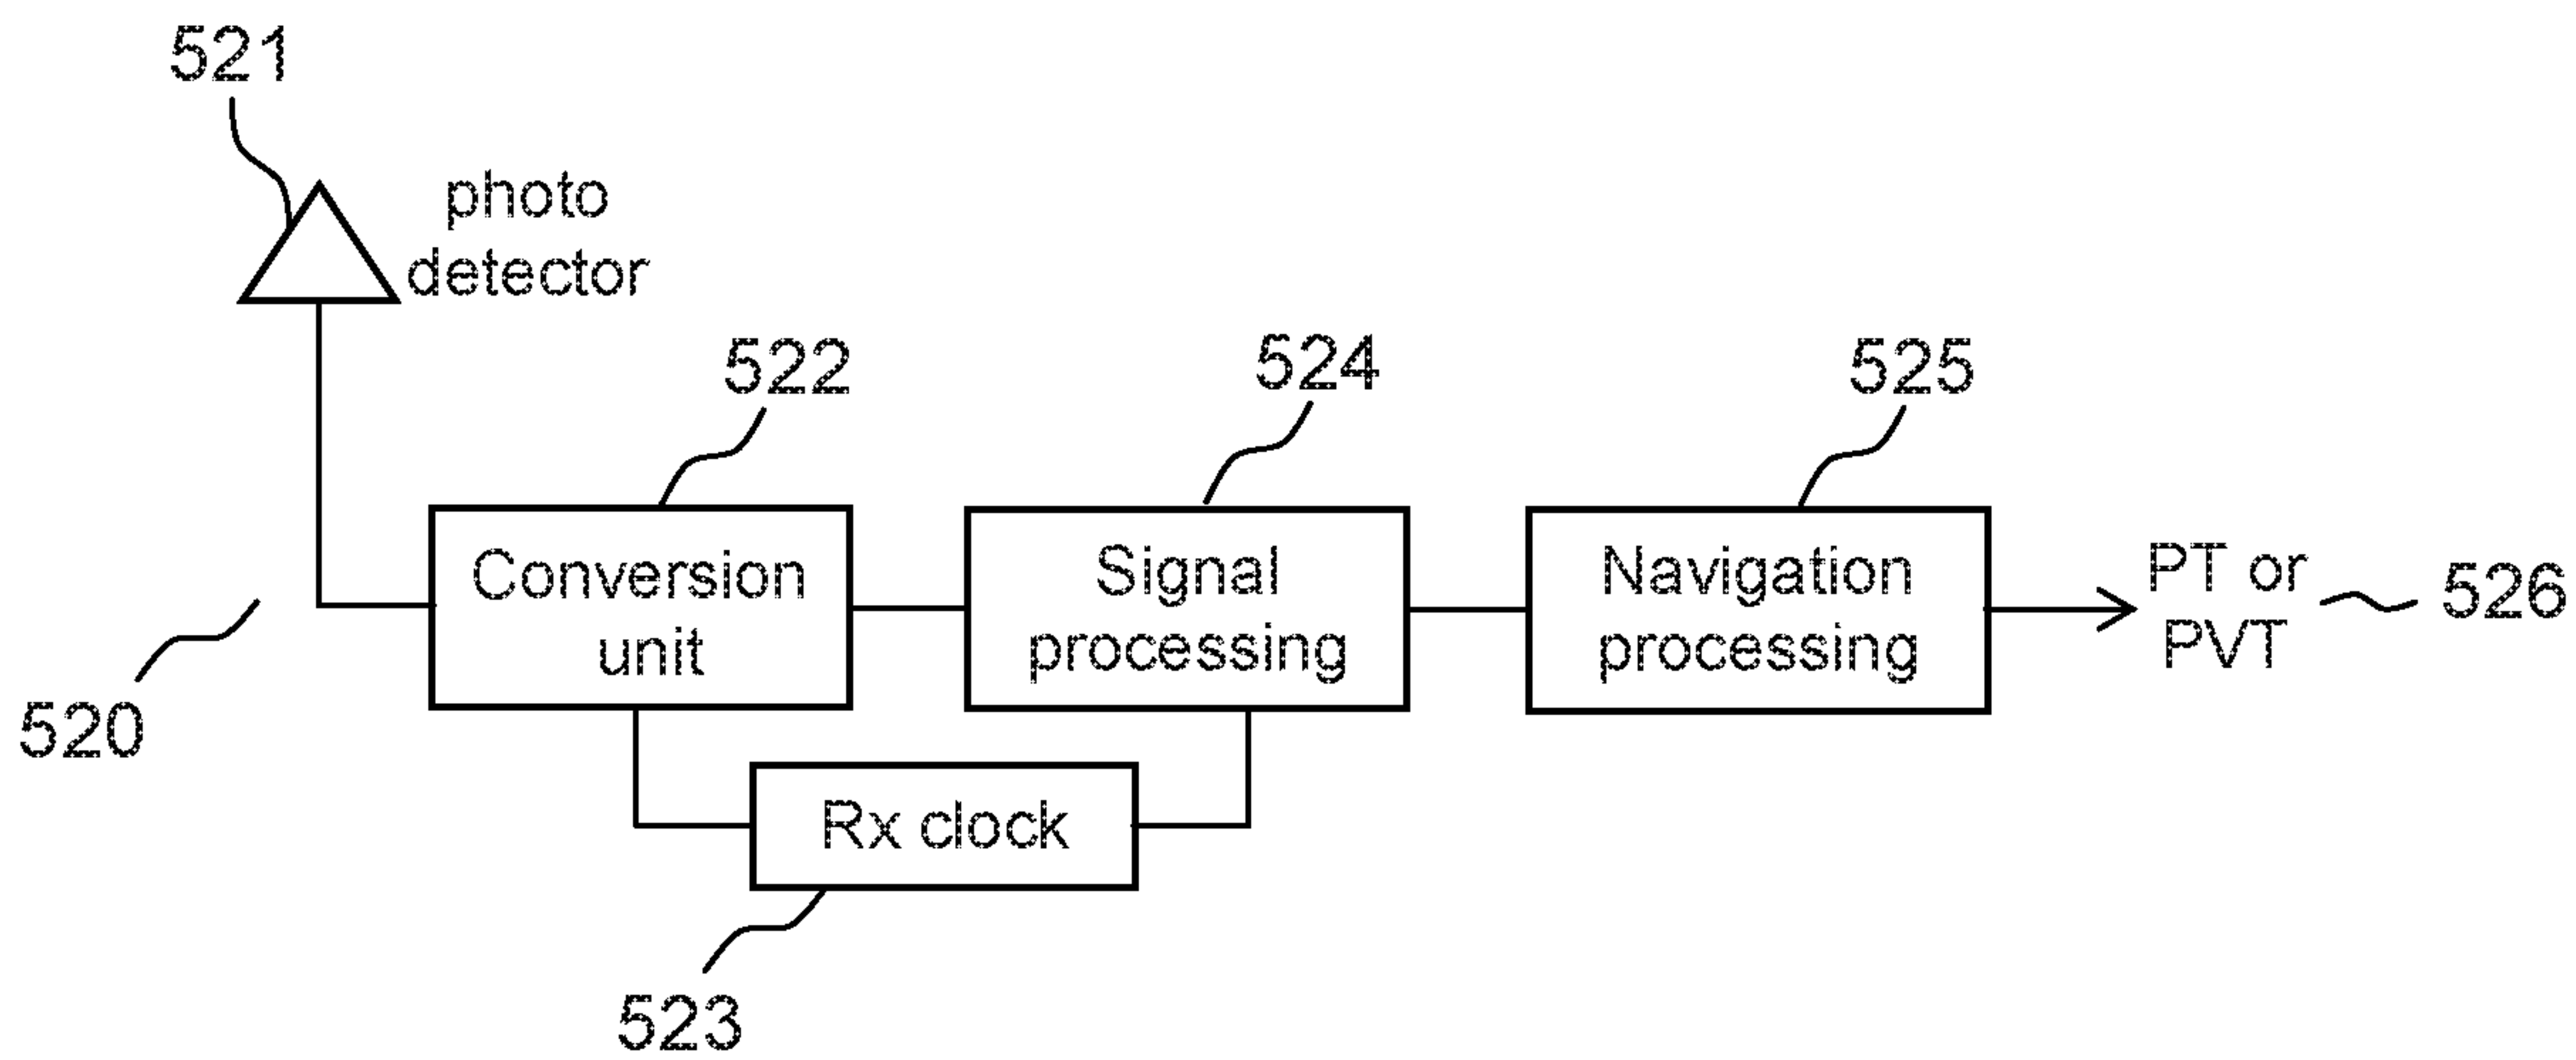 521
photo
detector
522
524
525
Conversion
unit
Signal
processing
Navigation
processing
PT or
PVT
526
520
Rx clock
523